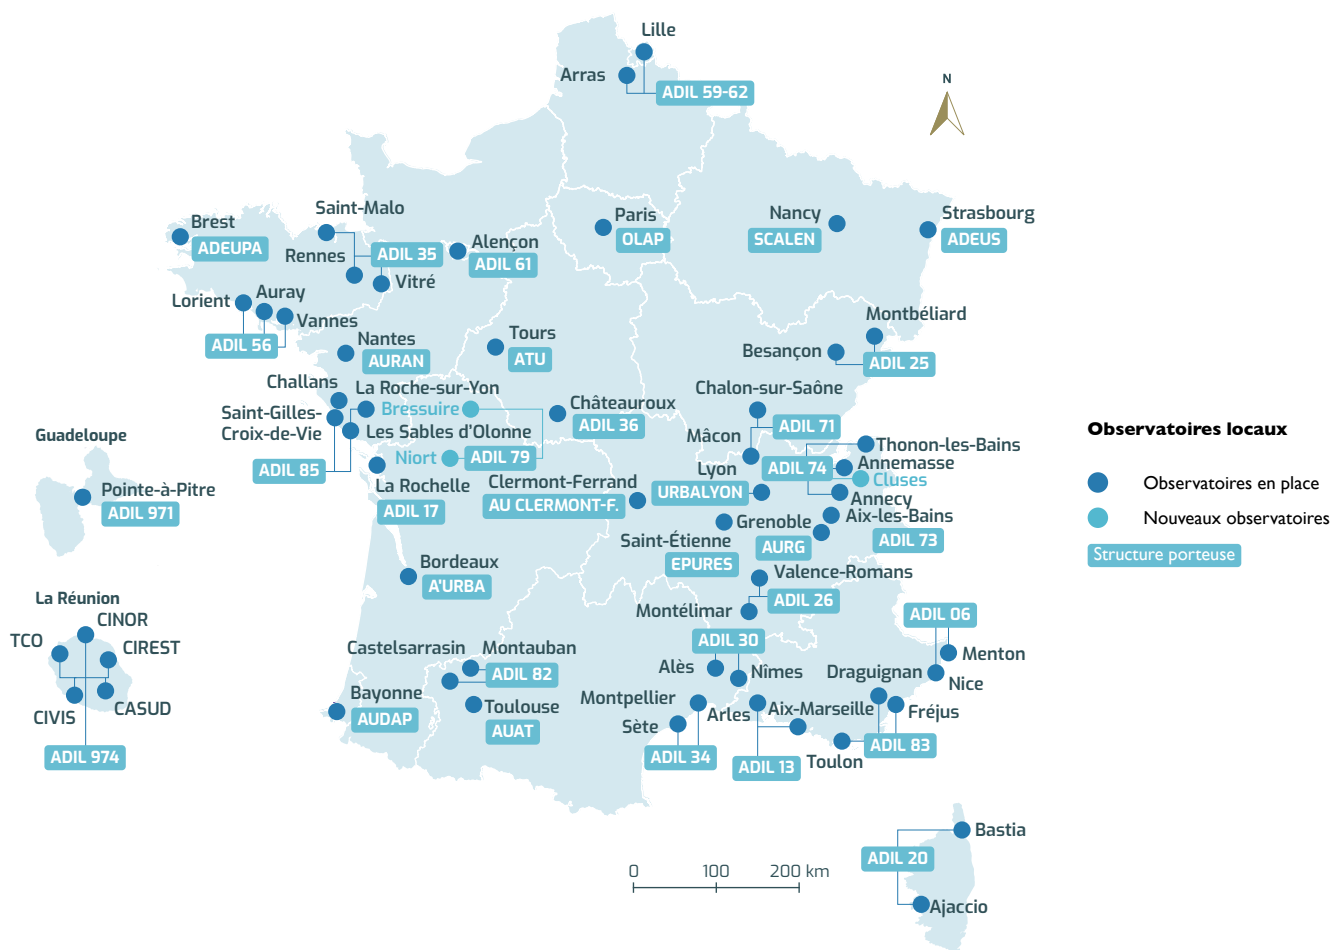 Lille
Arras
ADIL 59-62
N
Saint-Malo
Brest
ADEUPA
Rennes
ADIL 35
Vitré
Alençon
ADIL 61
Paris
OLAP
Nancy
SCALEN
Strasbourg
ADEUS
Lorient
Auray
Vannes
ADIL 56
Nantes
AURAN
Tours
ATU
Montbéliard
Besançon
ADIL 25
Challans
La Roche-sur-Yon
Bressuire
Saint-Gilles-
Croix-de-Vie
Les Sables d'Olonne
ADIL 85
Niort
ADIL 79
Châteauroux
ADIL 36
Chalon-sur-Saône
ADIL 71
Mâcon
Thonon-les-Bains
ADIL 74
Annemasse
Cluses
Annecy
Lyon
URBALYON
La Rochelle
ADIL 17
Clermont-Ferrand
AU CLERMONT-F.
Aix-les-Bains
ADIL 73
Grenoble
AURG
Saint-Étienne
EPURES
Guadeloupe
Pointe-à-Pitre
ADIL 971
Observatoires locaux
Observatoires en place
Nouveaux observatoires
Structure porteuse
Bordeaux
A'URBA
Valence-Romans
ADIL 26
Montélimar
La Réunion
CINOR
TCO
CIREST
CIVIS
CASUD
ADIL 974
Castelsarrasin
Montauban
ADIL 82
Bayonne
AUDAP
Toulouse
AUAT
ADIL 30
Alès
Nîmes
Montpellier
Sète
ADIL 34
Arles
Aix-Marseille
ADIL 13
ADIL 06
Menton
Nice
Draguignan
Fréjus
ADIL 83
Toulon
Bastia
ADIL 20
Ajaccio
0 100 200 km